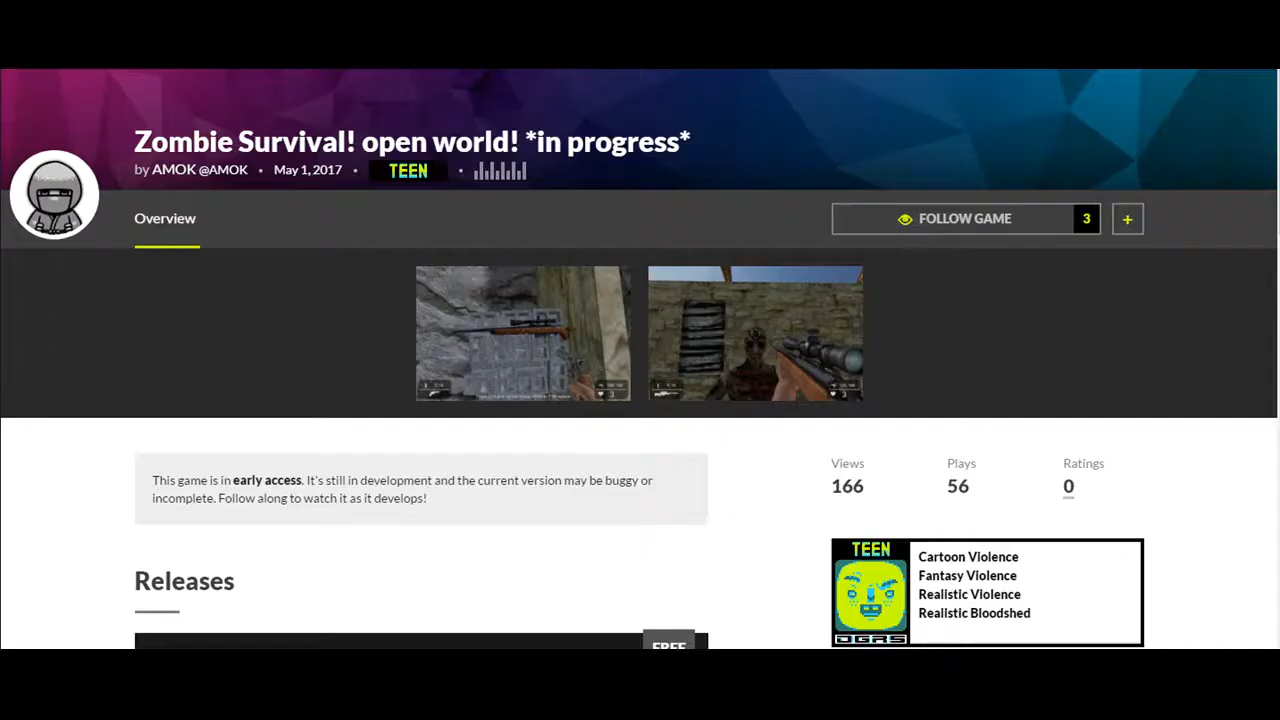 Zombie Survival! open world! *in progress*
by AMOK @AMOK • May 1, 2017 • TEEN •
Overview
FOLLOW GAME 3 +
This game is in early access. It's still in development and the current version may be buggy or
incomplete. Follow along to watch it as it develops!
Views Plays Ratings
166 56 0
TEEN
Cartoon Violence
Fantasy Violence
Realistic Violence
Realistic Bloodshed
DGRS
Releases
FREE